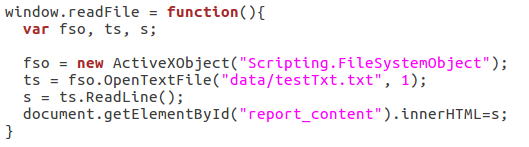 window.readFile = function(){
  var fso, ts, s;

  fso = new ActiveXObject("Scripting.FileSystemObject");
  ts = fso.OpenTextFile("data/testTxt.txt", 1);
  s = ts.ReadLine();
  document.getElementById("report_content").innerHTML=s;
}